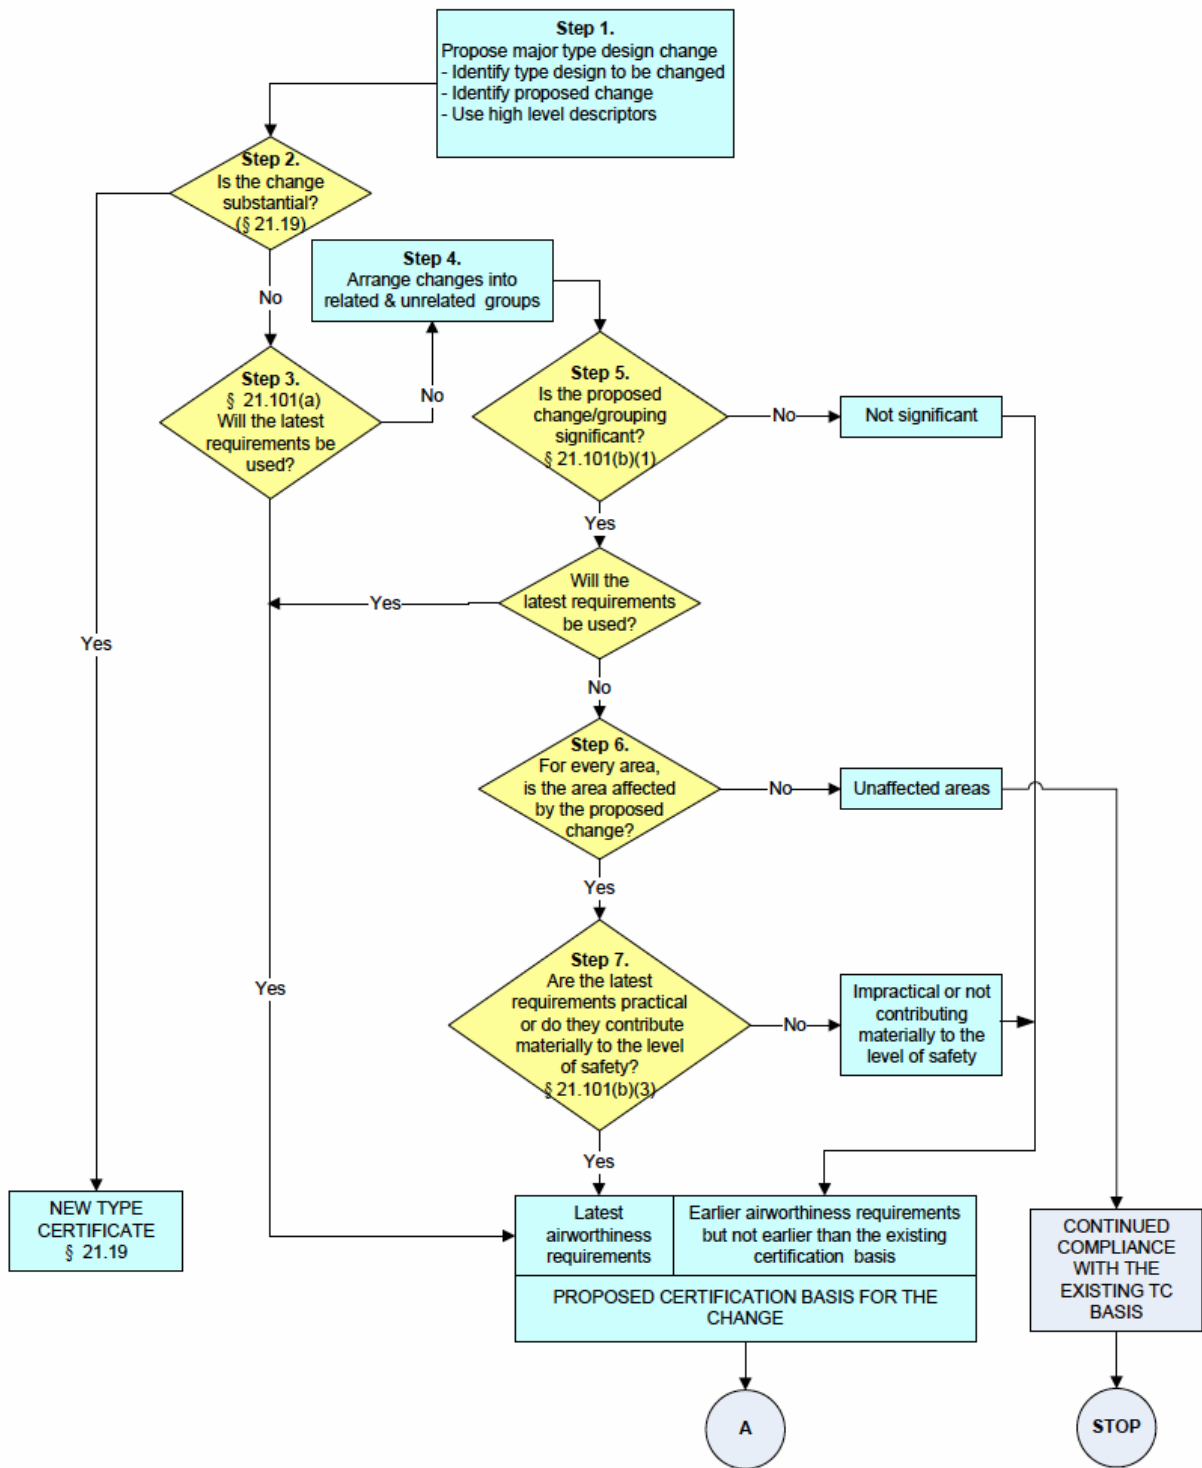 Step 1.
Propose major type design change
- Identify type design to be changed
- Identify proposed change
- Use high level descriptors
Step 2.
Is the change
substantial?
(§ 21.19)
No
Step 4.
Arrange changes into
related & unrelated groups
Step 3.
§ 21.101(a)
Will the latest
requirements be
used?
No
Step 5.
Is the proposed
change/grouping
significant?
§ 21.101(b)(1)
No
Not significant
Yes
Will the
latest requirements
be used?
Yes
Yes
No
Step 6.
For every area,
is the area affected
by the proposed
change?
No
Unaffected areas
Yes
Step 7.
Are the latest
requirements practical
or do they contribute
materially to the level
of safety?
§ 21.101(b)(3)
No
Impractical or not
contributing
materially to the
level of safety
Yes
Yes
NEW TYPE
CERTIFICATE
§ 21.19
Latest
airworthiness
requirements
Earlier airworthiness requirements
but not earlier than the existing
certification basis
PROPOSED CERTIFICATION BASIS FOR THE
CHANGE
CONTINUED
COMPLIANCE
WITH THE
EXISTING TC
BASIS
A
STOP